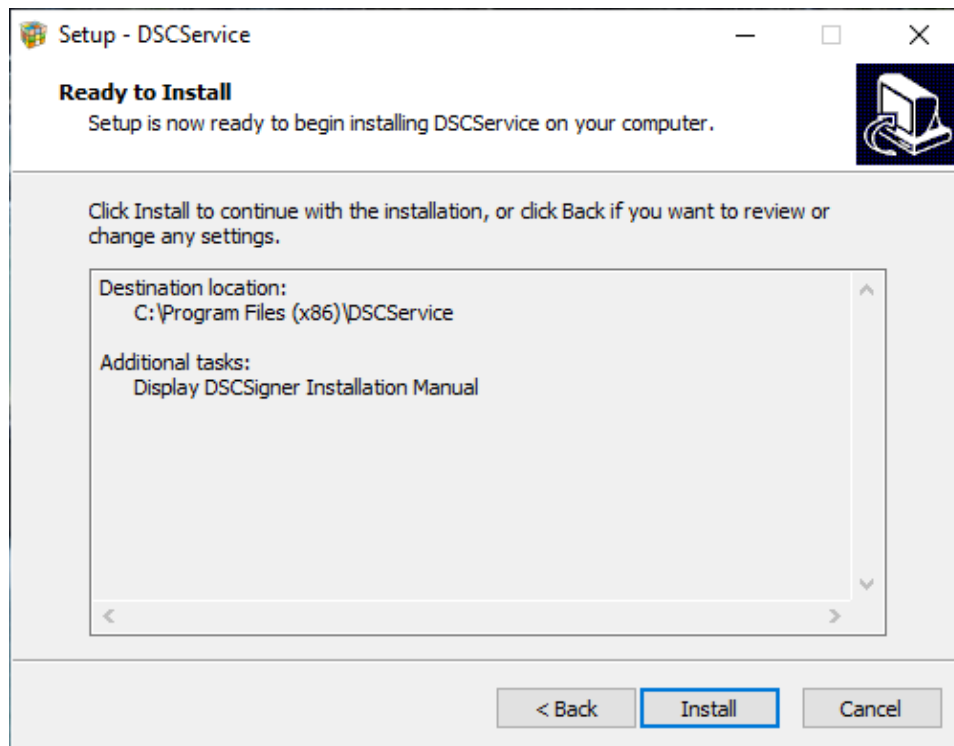 Setup - DSCService
Ready to Install
Setup is now ready to begin installing DSCService on your computer.
Click Install to continue with the installation, or click Back if you want to review or
change any settings.
Destination location:
C:\Program Files (x86)\DSCService
Additional tasks:
Display DSCSigner Installation Manual
< Back
Install
Cancel